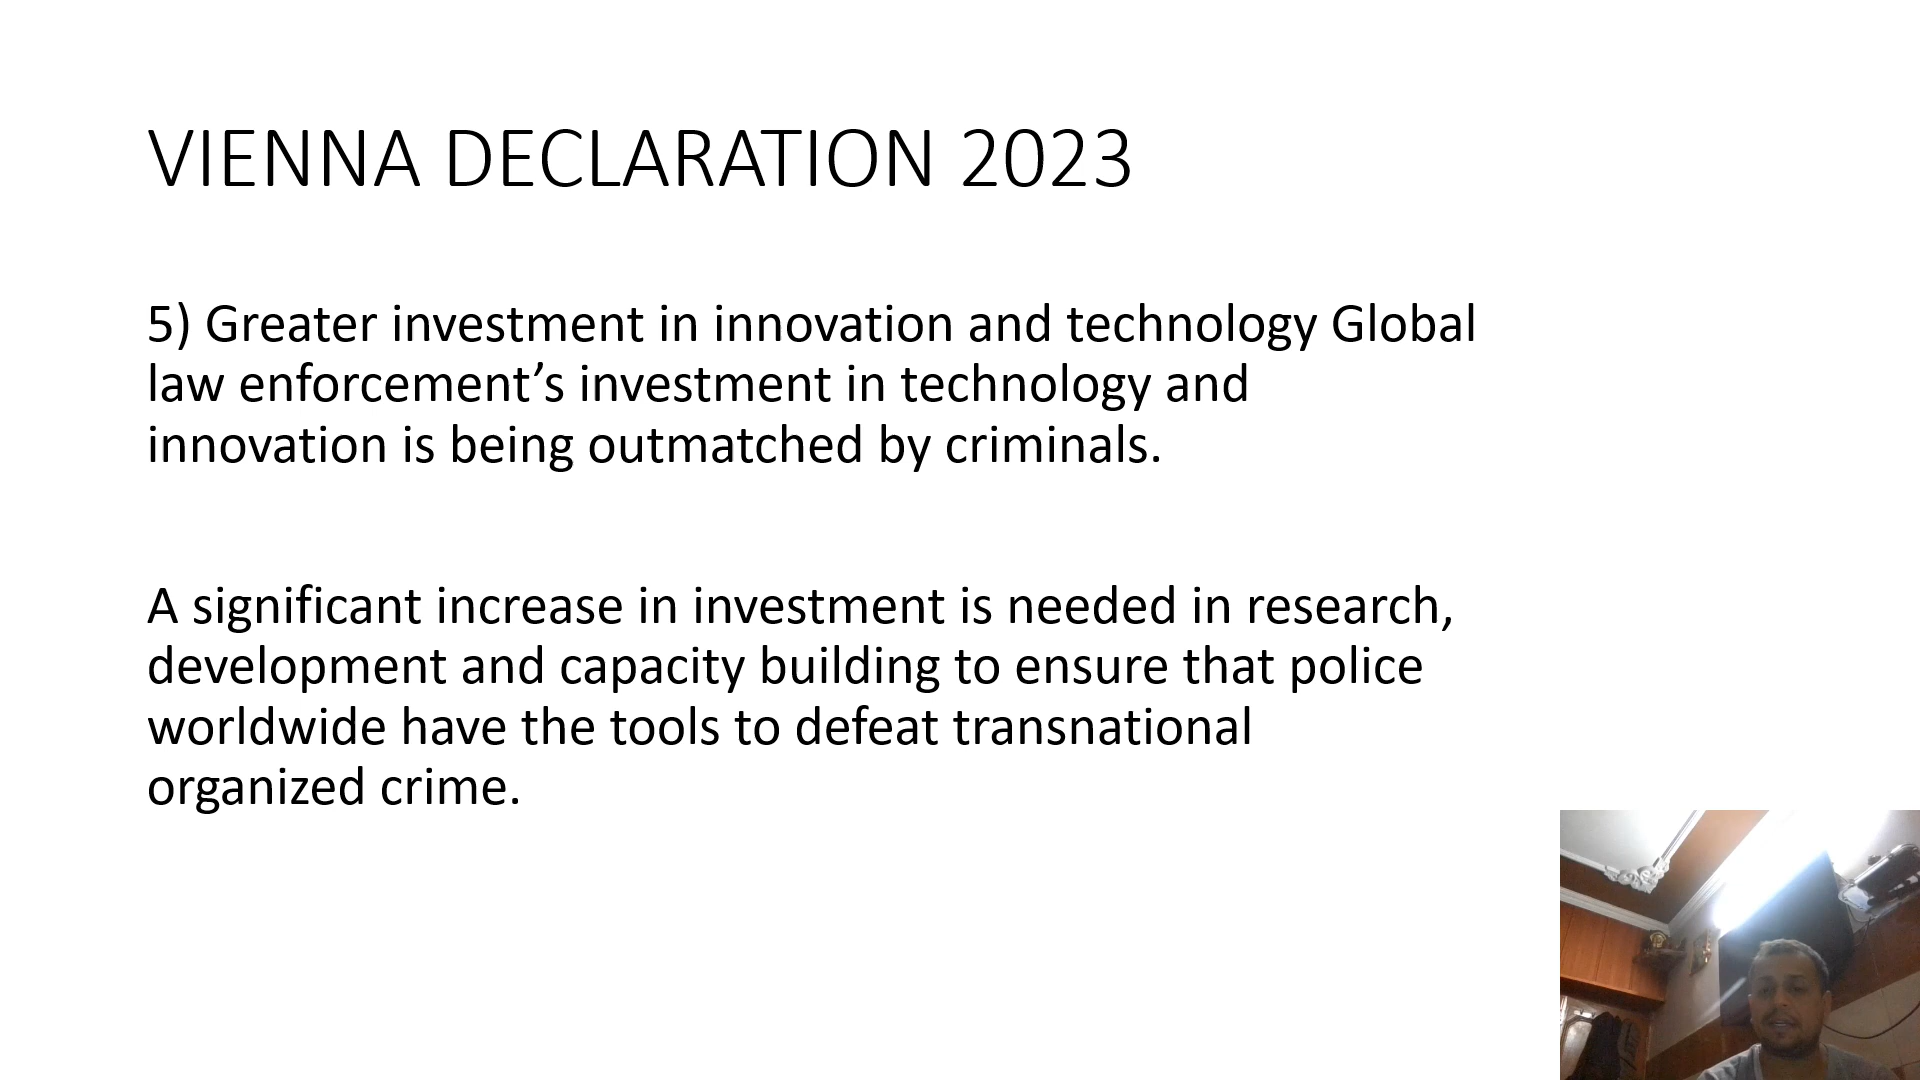 VIENNA DECLARATION 2023
5) Greater investment in innovation and technology Global
law enforcement’s investment in technology and
innovation is being outmatched by criminals.
A significant increase in investment is needed in research,
development and capacity building to ensure that police
worldwide have the tools to defeat transnational
organized crime.